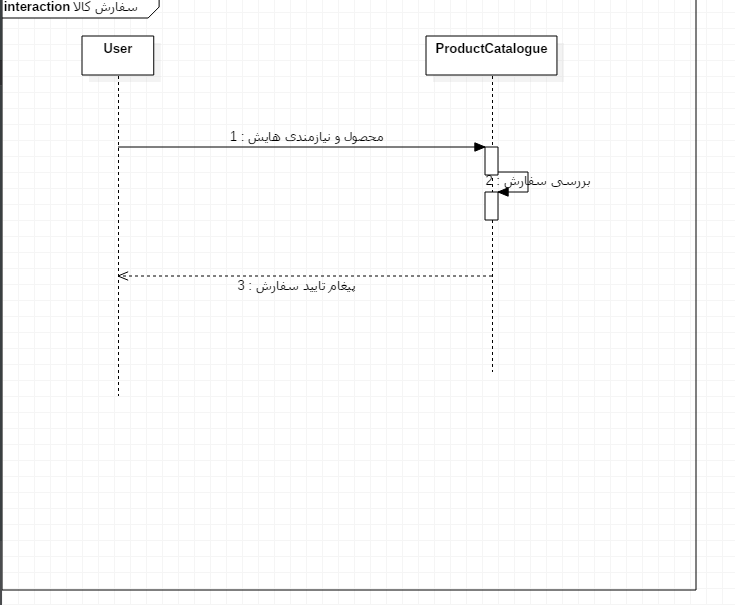 interaction سفارش کالا
User
ProductCatalogue
1 : محصول و نیازمندی هایش
2 : بررسی سفارش
3 : پیغام تایید سفارش